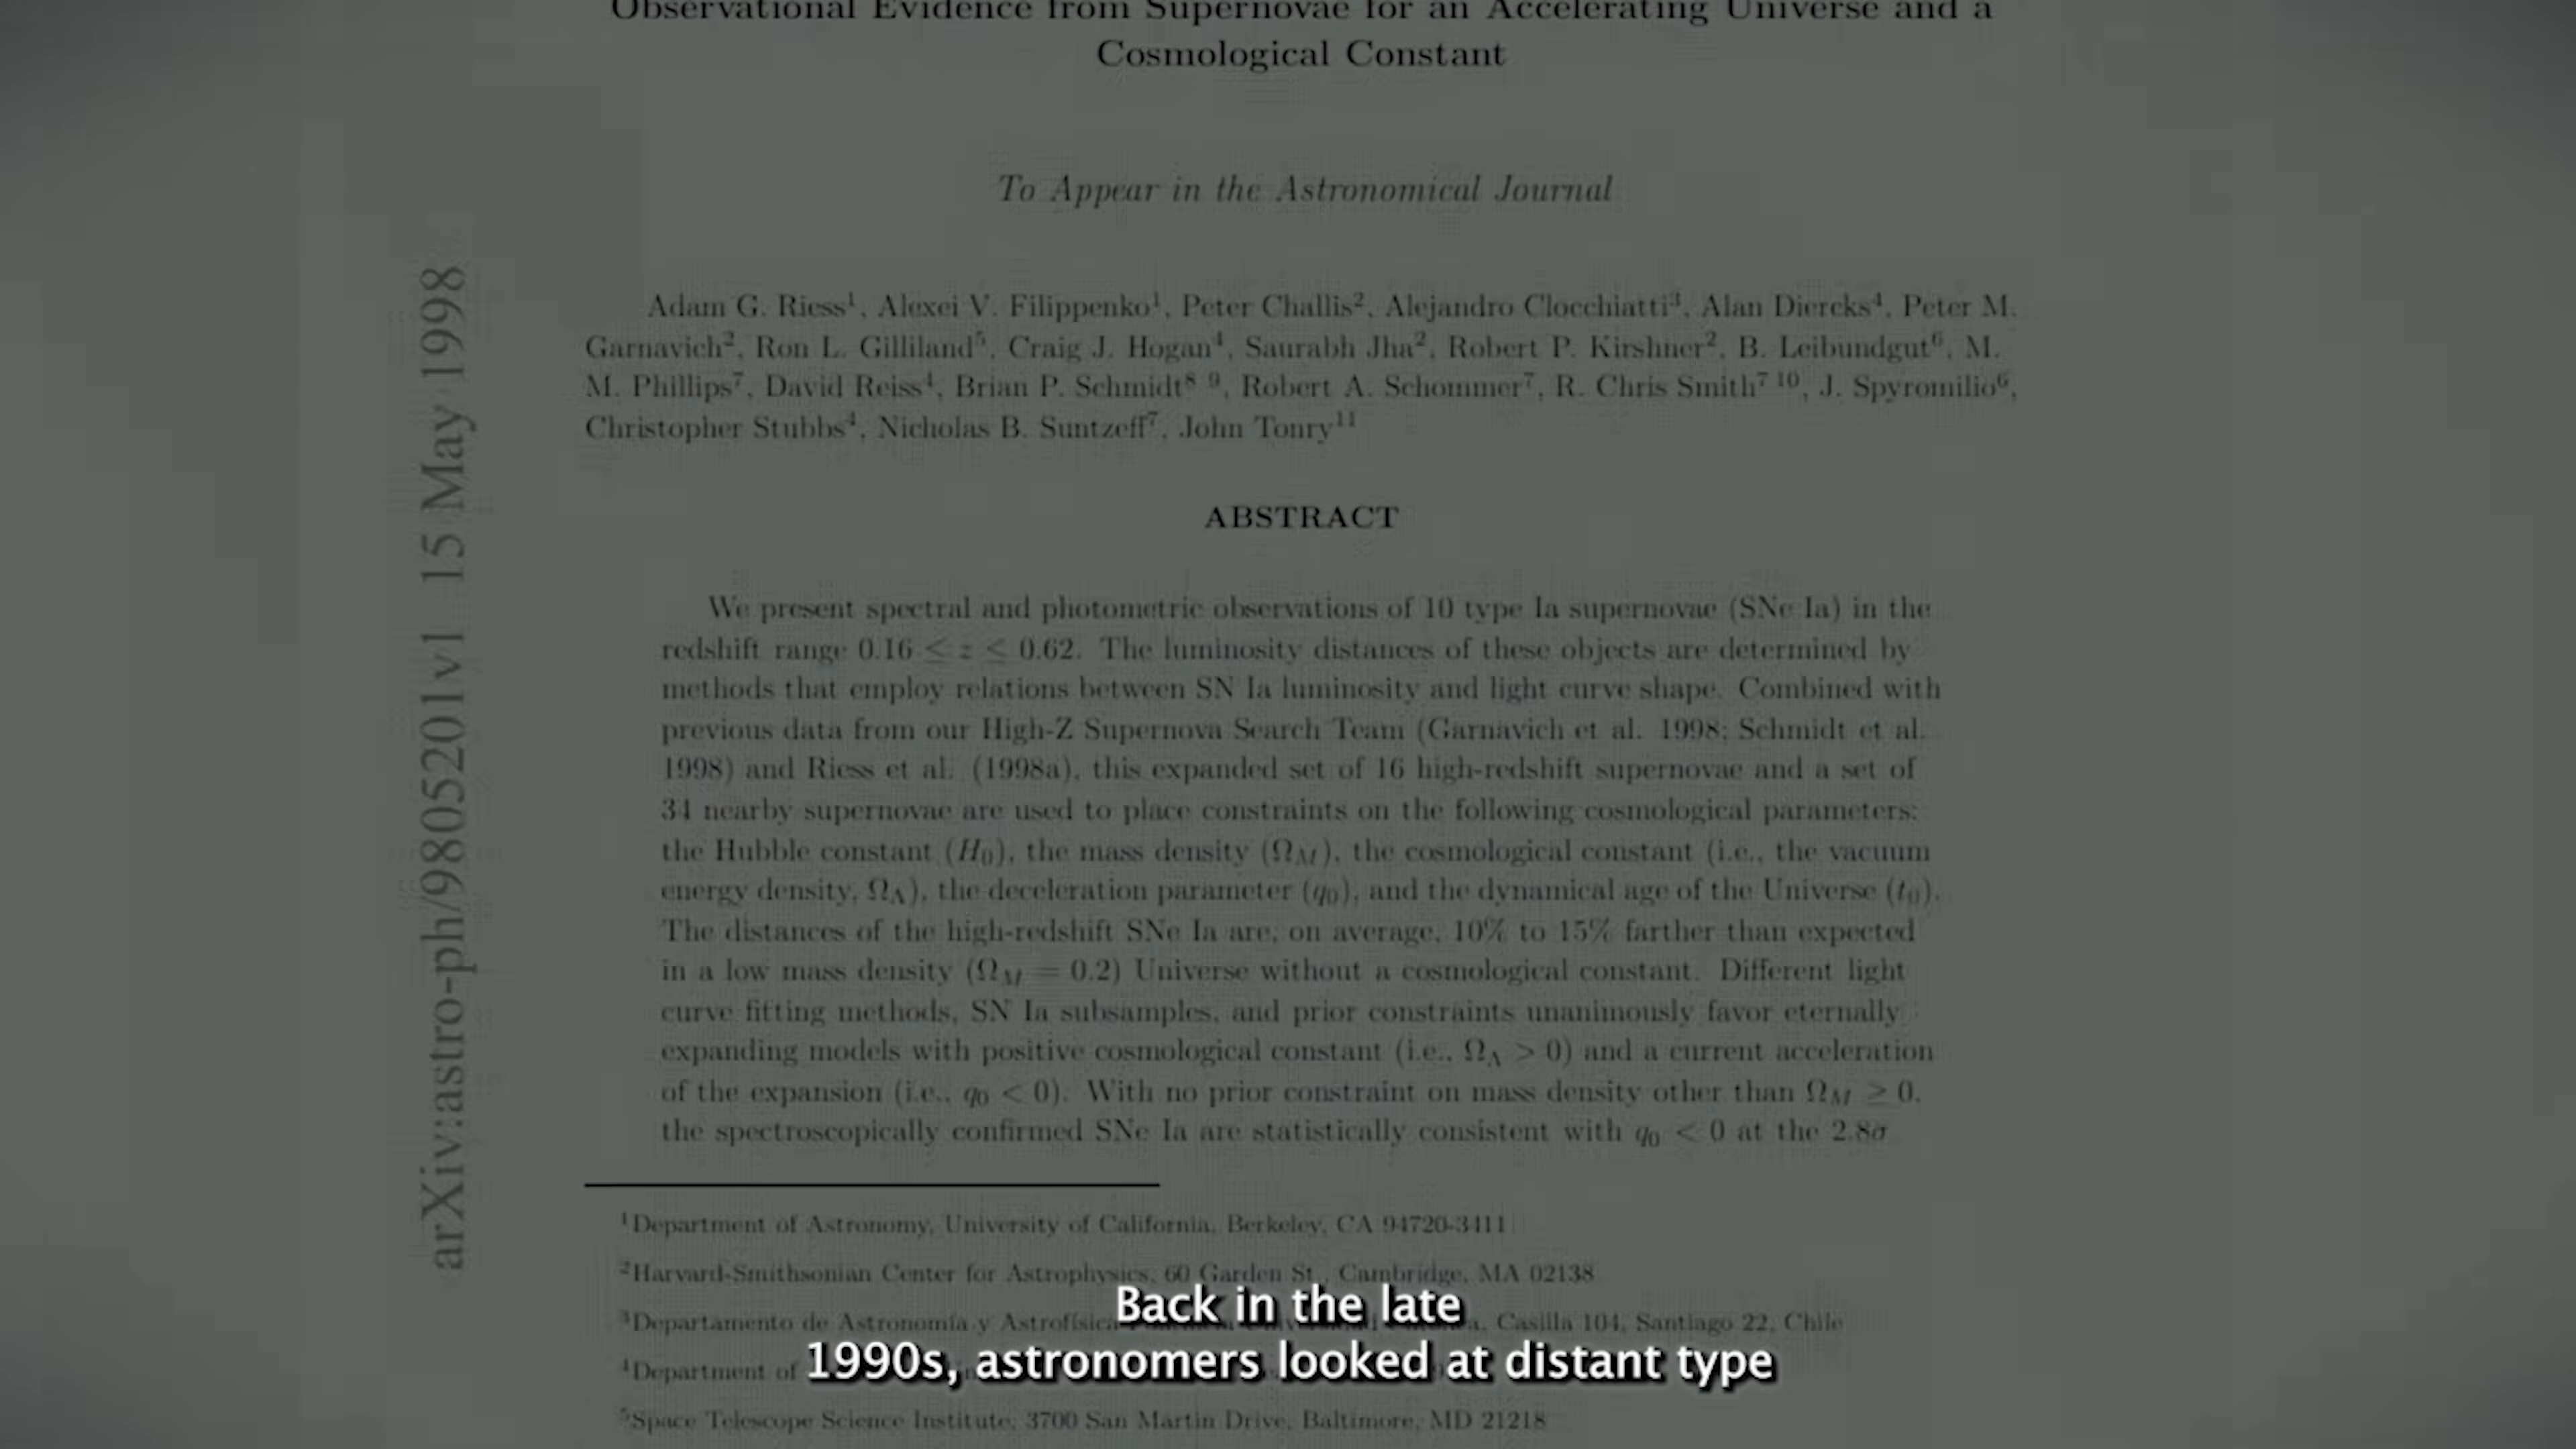 Observational Evidence from Supernovae for an Accelerating Universe and a
Cosmological Constant
To Appear in the Astronomical Journal
arXiv:astro-ph/9805201v1 15 May 1998
Adam G. Riess¹, Alexei V. Filippenko¹, Peter Challis², Alejandro Clocchiatti³, Alan Diercks⁴, Peter M.
Garnavich², Ron L. Gilliland⁵, Craig J. Hogan⁴, Saurabh Jha², Robert P. Kirshner², B. Leibundgut⁶, M.
M. Phillips⁷, David Reiss⁴, Brian P. Schmidt⁸ ⁹, Robert A. Schommer⁷, R. Chris Smith⁷ ¹⁰, J. Spyromilio⁶,
Christopher Stubbs⁴, Nicholas B. Suntzeff⁷, John Tonry¹¹
ABSTRACT
We present spectral and photometric observations of 10 type Ia supernovae (SNe Ia) in the
redshift range 0.16 ≤ z ≤ 0.62. The luminosity distances of these objects are determined by
methods that employ relations between SN Ia luminosity and light curve shape. Combined with
previous data from our High-Z Supernova Search Team (Garnavich et al. 1998; Schmidt et al.
1998) and Riess et al. (1998a), this expanded set of 16 high-redshift supernovae and a set of
34 nearby supernovae are used to place constraints on the following cosmological parameters:
the Hubble constant (H₀), the mass density (Ω_M), the cosmological constant (i.e., the vacuum
energy density, Ω_Λ), the deceleration parameter (q₀), and the dynamical age of the Universe (t₀).
The distances of the high-redshift SNe Ia are, on average, 10% to 15% farther than expected
in a low mass density (Ω_M = 0.2) Universe without a cosmological constant. Different light
curve fitting methods, SN Ia subsamples, and prior constraints unanimously favor eternally
expanding models with positive cosmological constant (i.e., Ω_Λ > 0) and a current acceleration
of the expansion (i.e., q₀ < 0). With no prior constraint on mass density other than Ω_M ≥ 0,
the spectroscopically confirmed SNe Ia are statistically consistent with q₀ < 0 at the 2.8σ
¹Department of Astronomy, University of California, Berkeley, CA 94720-3411
²Harvard-Smithsonian Center for Astrophysics, 60 Garden St., Cambridge, MA 02138
³Departamento de Astronomía y Astrofísica Casilla 104, Santiago 22, Chile
⁴Department of
⁵Space Telescope Science Institute, 3700 San Martin Drive, Baltimore, MD 21218
Back in the late
1990s, astronomers looked at distant type